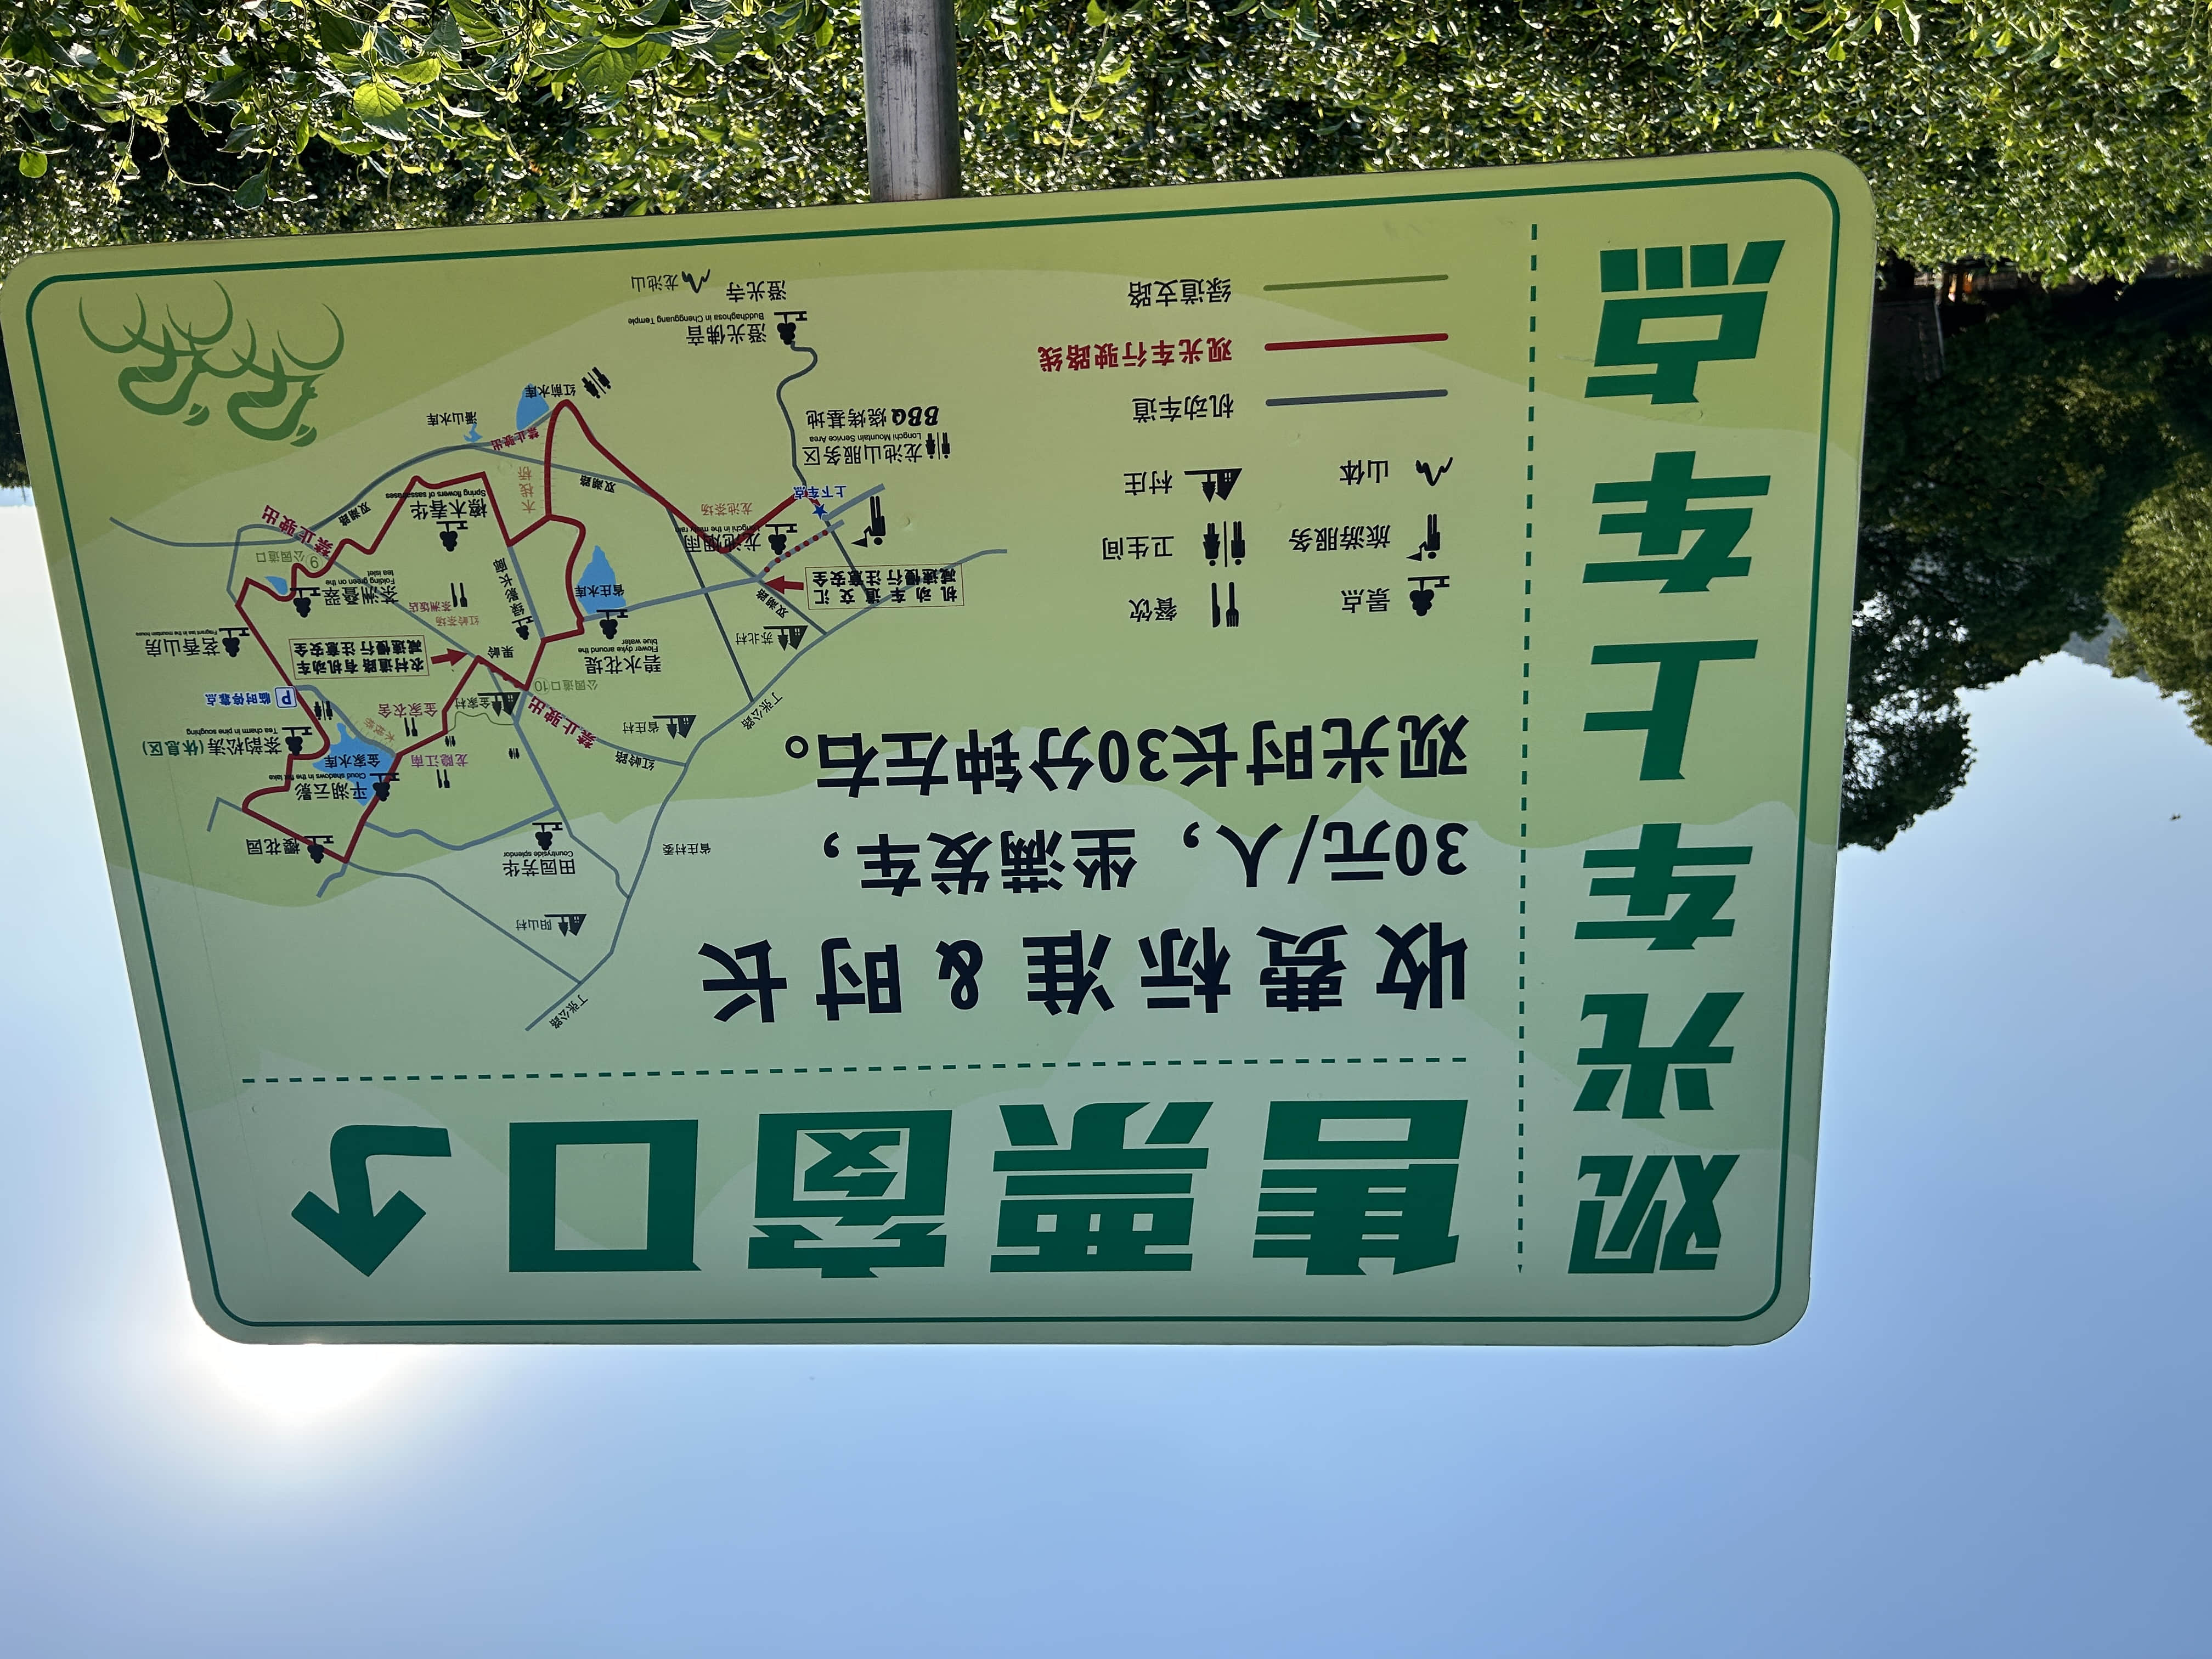 观光车上车点
售票窗口
收费标准&时长
30元/人，坐满发车，
观光时长30分钟左右。
景点
餐饮
旅游服务
卫生间
山体
村庄
机动车道
观光车行驶路线
绿道支路
丁张公路
阳山村
田园芳华
Countryside splendor
省庄村委
樱花园
平湖云影
Cloud shadows in the flat lake
金家水库
龙隐江南
红岭路
禁止驶出
省庄村
茶韵松涛(休息区)
Tea charm in pine soughing
金家农舍
金家村
P 临时停靠点
丁张公路
公园道口10
碧水花堤
Flower dyke around the
blue water
果岭
农村道路 有机动车
减速慢行 注意安全
茗香山房
Fragrant tea in the mountain house
苏北村
双湖路
红岭茶场
茶洲饭店
绿影长廊
机动车道交汇
减速慢行 注意安全
省庄水库
茶洲叠翠
Folding green on the
tea islet
9 公园道口
禁止驶出
龙池烟雨
Longchi in the misty rain
龙池茶场
上下车点
檫木春华
Spring flowers of sassafrases
双湖路
木栈桥
双湖路
龙池山服务区
Longchi Mountain Service Area
BBQ 烧烤基地
禁止驶出
潘山水库
红前水库
澄光佛音
Buddhaghosa in Chengguang Temple
澄光寺
龙池山